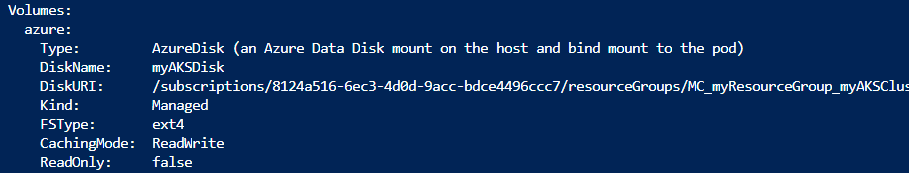 Volumes:
azure:
Type: AzureDisk (an Azure Data Disk mount on the host and bind mount to the pod)
DiskName: myAKSDisk
DiskURI: /subscriptions/8124a516-6ec3-4d0d-9acc-bdce4496ccc7/resourceGroups/MC_myResourceGroup_myAKSClus
Kind: Managed
FSType: ext4
CachingMode: ReadWrite
ReadOnly: false